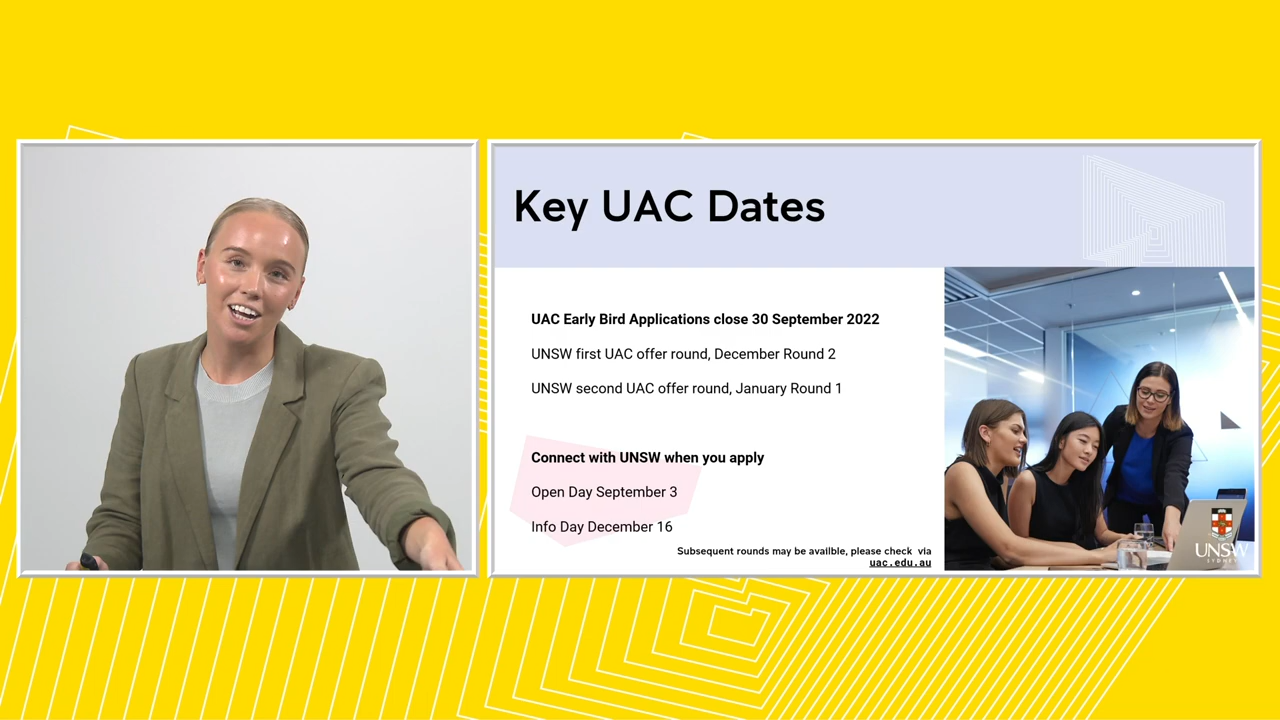 Key UAC Dates
UAC Early Bird Applications close 30 September 2022
UNSW first UAC offer round, December Round 2
UNSW second UAC offer round, January Round 1
Connect with UNSW when you apply
Open Day September 3
Info Day December 16
Subsequent rounds may be availble, please check via
uac.edu.au
UNSW
SYDNEY